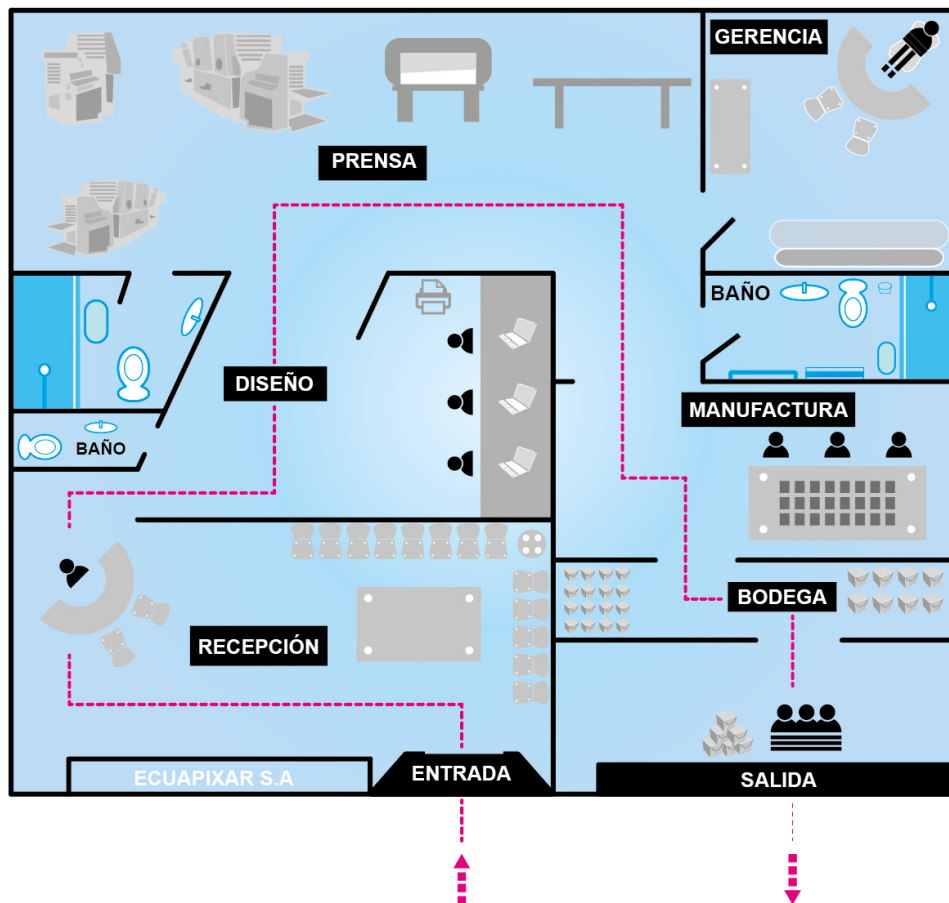 GERENCIA
PRENSA
BAÑO
DISEÑO
MANUFACTURA
BAÑO
BODEGA
RECEPCIÓN
ECUAPIXAR S.A
ENTRADA
SALIDA